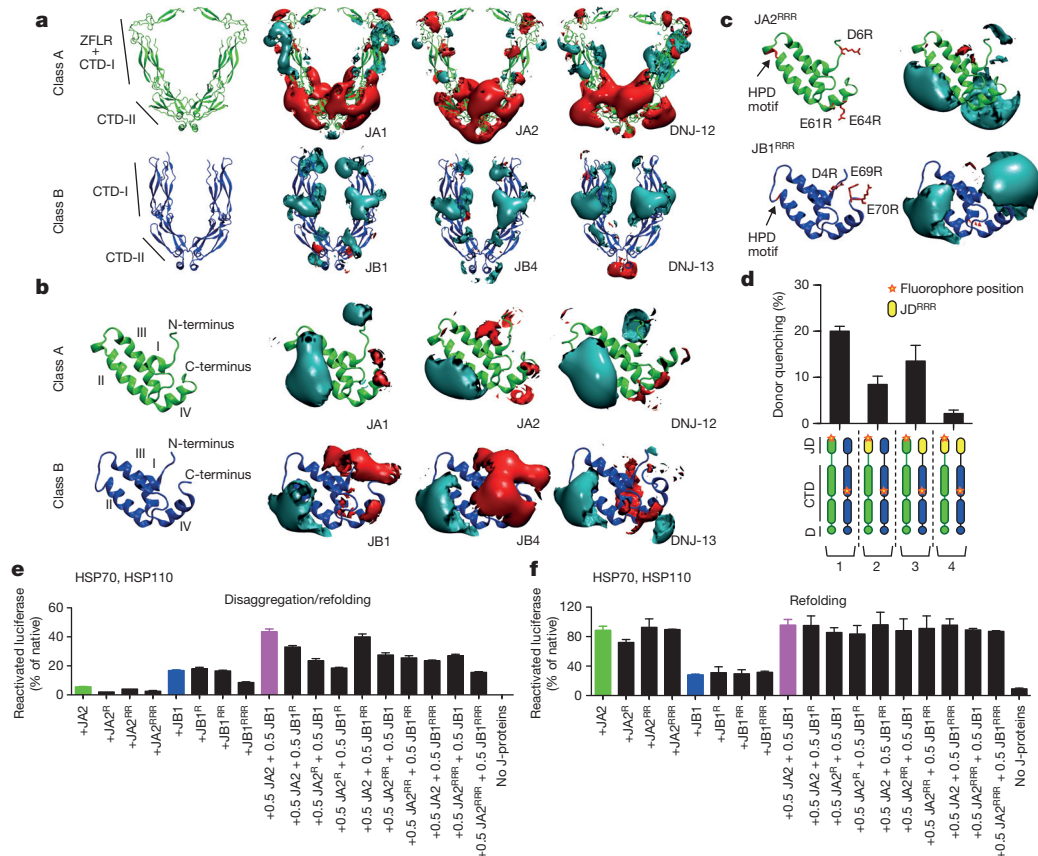 a
Class A
ZFLR
+
CTD-I
CTD-II
JA1
JA2
DNJ-12
Class B
CTD-I
CTD-II
JB1
JB4
DNJ-13
b
Class A
III
I
II
IV
N-terminus
C-terminus
JA1
JA2
DNJ-12
Class B
III
I
II
IV
N-terminus
C-terminus
JB1
JB4
DNJ-13
c
JA2RRR
D6R
HPD
motif
E61R
E64R
JB1RRR
D4R
E69R
E70R
HPD
motif
d
Fluorophore position
JDRRR
Donor quenching (%)
30
20
10
0
JD
CTD
D
1
2
3
4
e
HSP70, HSP110
Disaggregation/refolding
Reactivated luciferase
(% of native)
60
40
20
0
+JA2
+JA2R
+JA2RR
+JA2RRR
+JB1
+JB1R
+JB1RR
+JB1RRR
+0.5 JA2 + 0.5 JB1
+0.5 JA2 + 0.5 JB1R
+0.5 JA2R + 0.5 JB1
+0.5 JA2R + 0.5 JB1R
+0.5 JA2 + 0.5 JB1RR
+0.5 JA2RR + 0.5 JB1
+0.5 JA2RR + 0.5 JB1RR
+0.5 JA2 + 0.5 JB1RRR
+0.5 JA2RRR + 0.5 JB1
+0.5 JA2RRR + 0.5 JB1RRR
No J-proteins
f
HSP70, HSP110
Refolding
Reactivated luciferase
(% of native)
120
80
40
0
+JA2
+JA2R
+JA2RR
+JA2RRR
+JB1
+JB1R
+JB1RR
+JB1RRR
+0.5 JA2 + 0.5 JB1
+0.5 JA2 + 0.5 JB1R
+0.5 JA2R + 0.5 JB1
+0.5 JA2R + 0.5 JB1R
+0.5 JA2 + 0.5 JB1RR
+0.5 JA2RR + 0.5 JB1
+0.5 JA2RR + 0.5 JB1RR
+0.5 JA2 + 0.5 JB1RRR
+0.5 JA2RRR + 0.5 JB1
+0.5 JA2RRR + 0.5 JB1RRR
No J-proteins